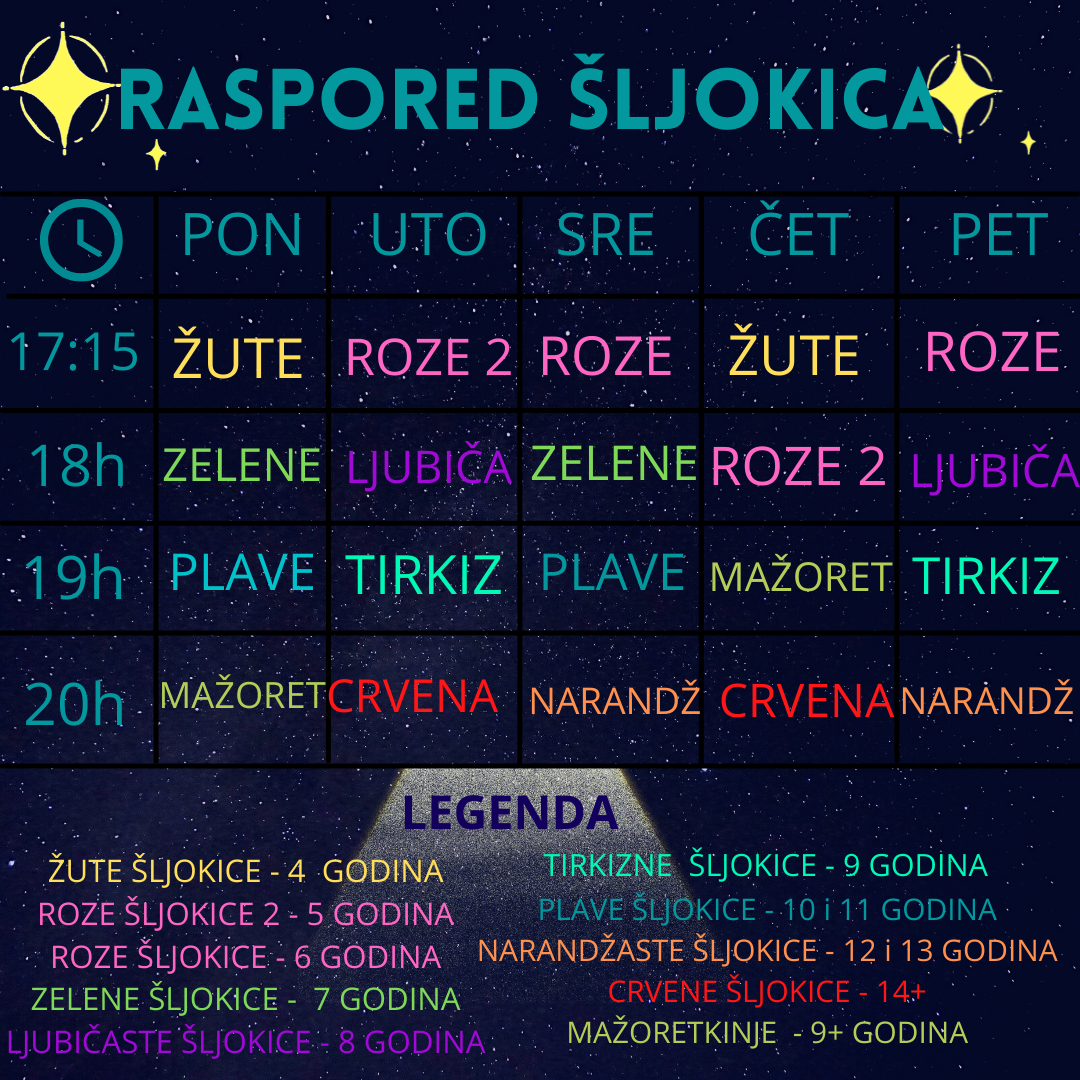 RASPORED ŠLJOKICA
PON UTO SRE ČET PET
17:15 ŽUTE ROZE 2 ROZE ŽUTE ROZE
18h ZELENE LJUBIČA ZELENE ROZE 2 LJUBIČA
19h PLAVE TIRKIZ PLAVE MAŽORET TIRKIZ
20h MAŽORET CRVENA NARANDŽ CRVENA NARANDŽ
LEGENDA
ŽUTE ŠLJOKICE - 4 GODINA
ROZE ŠLJOKICE 2 - 5 GODINA
ROZE ŠLJOKICE - 6 GODINA
ZELENE ŠLJOKICE - 7 GODINA
LJUBIČASTE ŠLJOKICE - 8 GODINA
TIRKIZNE ŠLJOKICE - 9 GODINA
PLAVE ŠLJOKICE - 10 i 11 GODINA
NARANDŽASTE ŠLJOKICE - 12 i 13 GODINA
CRVENE ŠLJOKICE - 14+
MAŽORETKINJE - 9+ GODINA